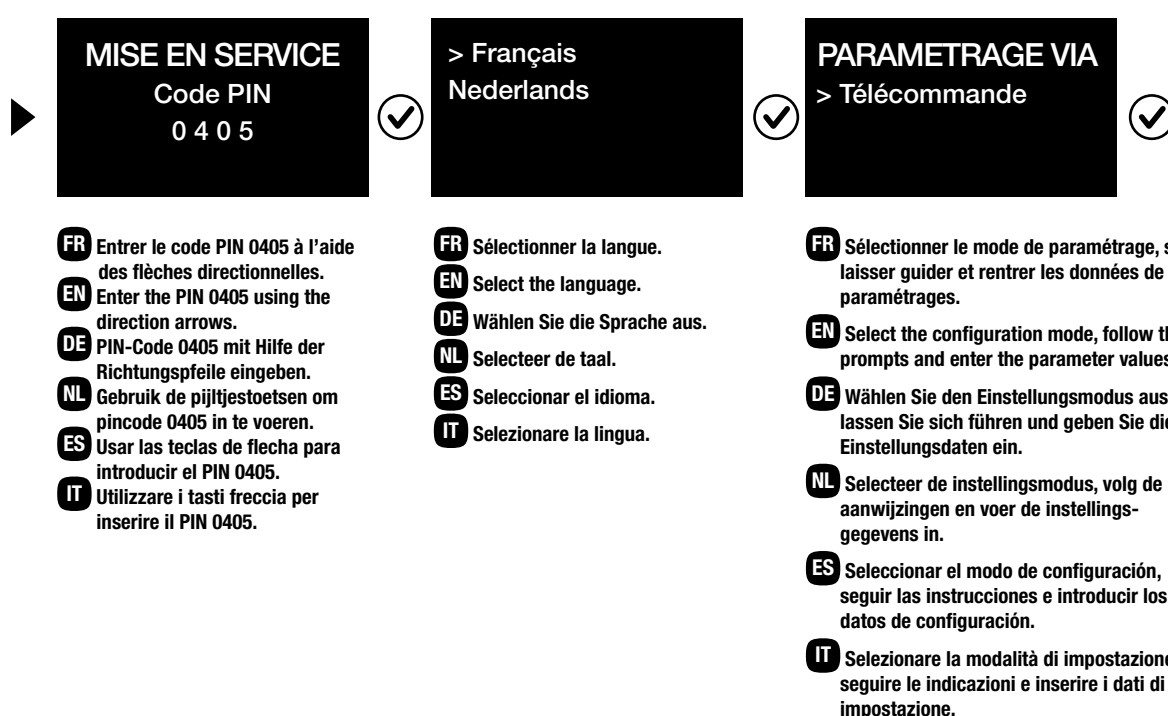 MISE EN SERVICE
Code PIN
0 4 0 5
FR Entrer le code PIN 0405 à l'aide
des flèches directionnelles.
EN Enter the PIN 0405 using the
direction arrows.
DE PIN-Code 0405 mit Hilfe der
Richtungspfeile eingeben.
NL Gebruik de pijltjestoetsen om
pincode 0405 in te voeren.
ES Usar las teclas de flecha para
introducir el PIN 0405.
IT Utilizzare i tasti freccia per
inserire il PIN 0405.
> Français
Nederlands
FR Sélectionner la langue.
EN Select the language.
DE Wählen Sie die Sprache aus.
NL Selecteer de taal.
ES Seleccionar el idioma.
IT Selezionare la lingua.
PARAMETRAGE VIA
> Télécommande
FR Sélectionner le mode de paramétrage,
laisser guider et rentrer les données de
paramétrages.
EN Select the configuration mode, follow
prompts and enter the parameter values
DE Wählen Sie den Einstellungsmodus aus
lassen Sie sich führen und geben Sie die
Einstellungsdaten ein.
NL Selecteer de instellingsmodus, volg de
aanwijzingen en voer de instellings-
gegevens in.
ES Seleccionar el modo de configuración,
seguir las instrucciones e introducir los
datos de configuración.
IT Selezionare la modalità di impostazione
seguire le indicazioni e inserire i dati di
impostazione.